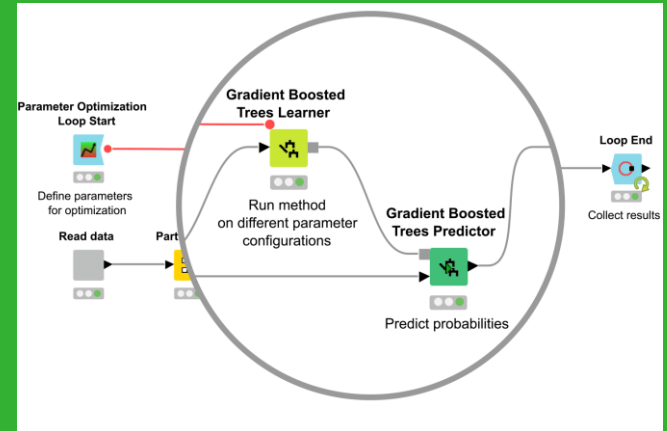 Parameter Optimization
Loop Start
Define parameters
for optimization
Read data
Part
Gradient Boosted
Trees Learner
Run method
on different parameter
configurations
Gradient Boosted
Trees Predictor
Predict probabilities
Loop End
Collect results